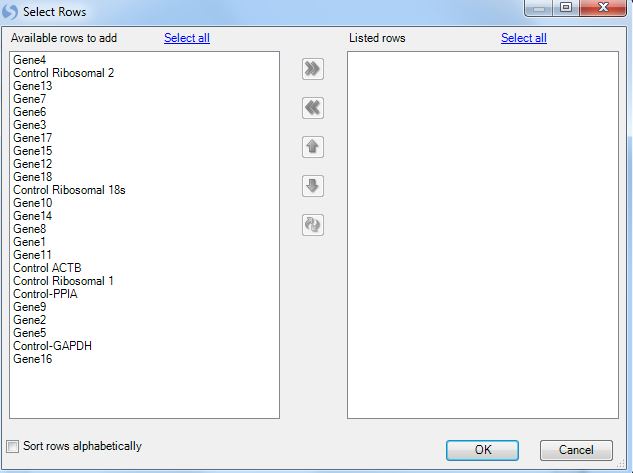 Select Rows
Available rows to add Select all Listed rows Select all
Gene4
Control Ribosomal 2
Gene13
Gene7
Gene6
Gene3
Gene17
Gene15
Gene12
Gene18
Control Ribosomal 18s
Gene10
Gene14
Gene8
Gene1
Gene11
Control ACTB
Control Ribosomal 1
Control-PPIA
Gene9
Gene2
Gene5
Control-GAPDH
Gene16
Sort rows alphabetically
OK Cancel